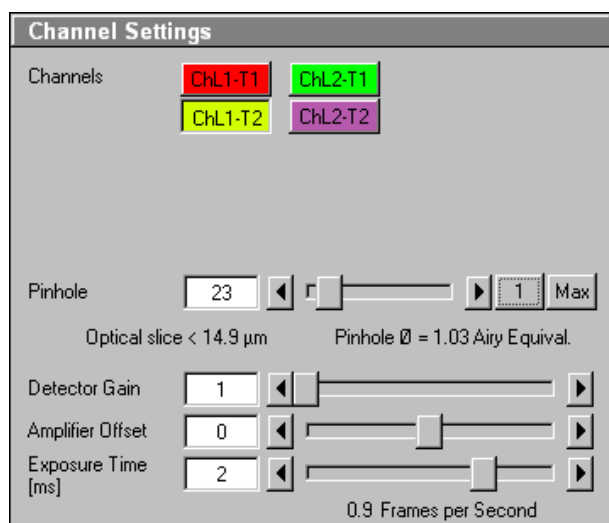 Channel Settings
Channels ChL1-T1 ChL2-T1
ChL1-T2 ChL2-T2
Pinhole 23 1 Max
Optical slice < 14.9 µm Pinhole Ø = 1.03 Airy Equival.
Detector Gain 1
Amplifier Offset 0
Exposure Time
[ms] 2
0.9 Frames per Second